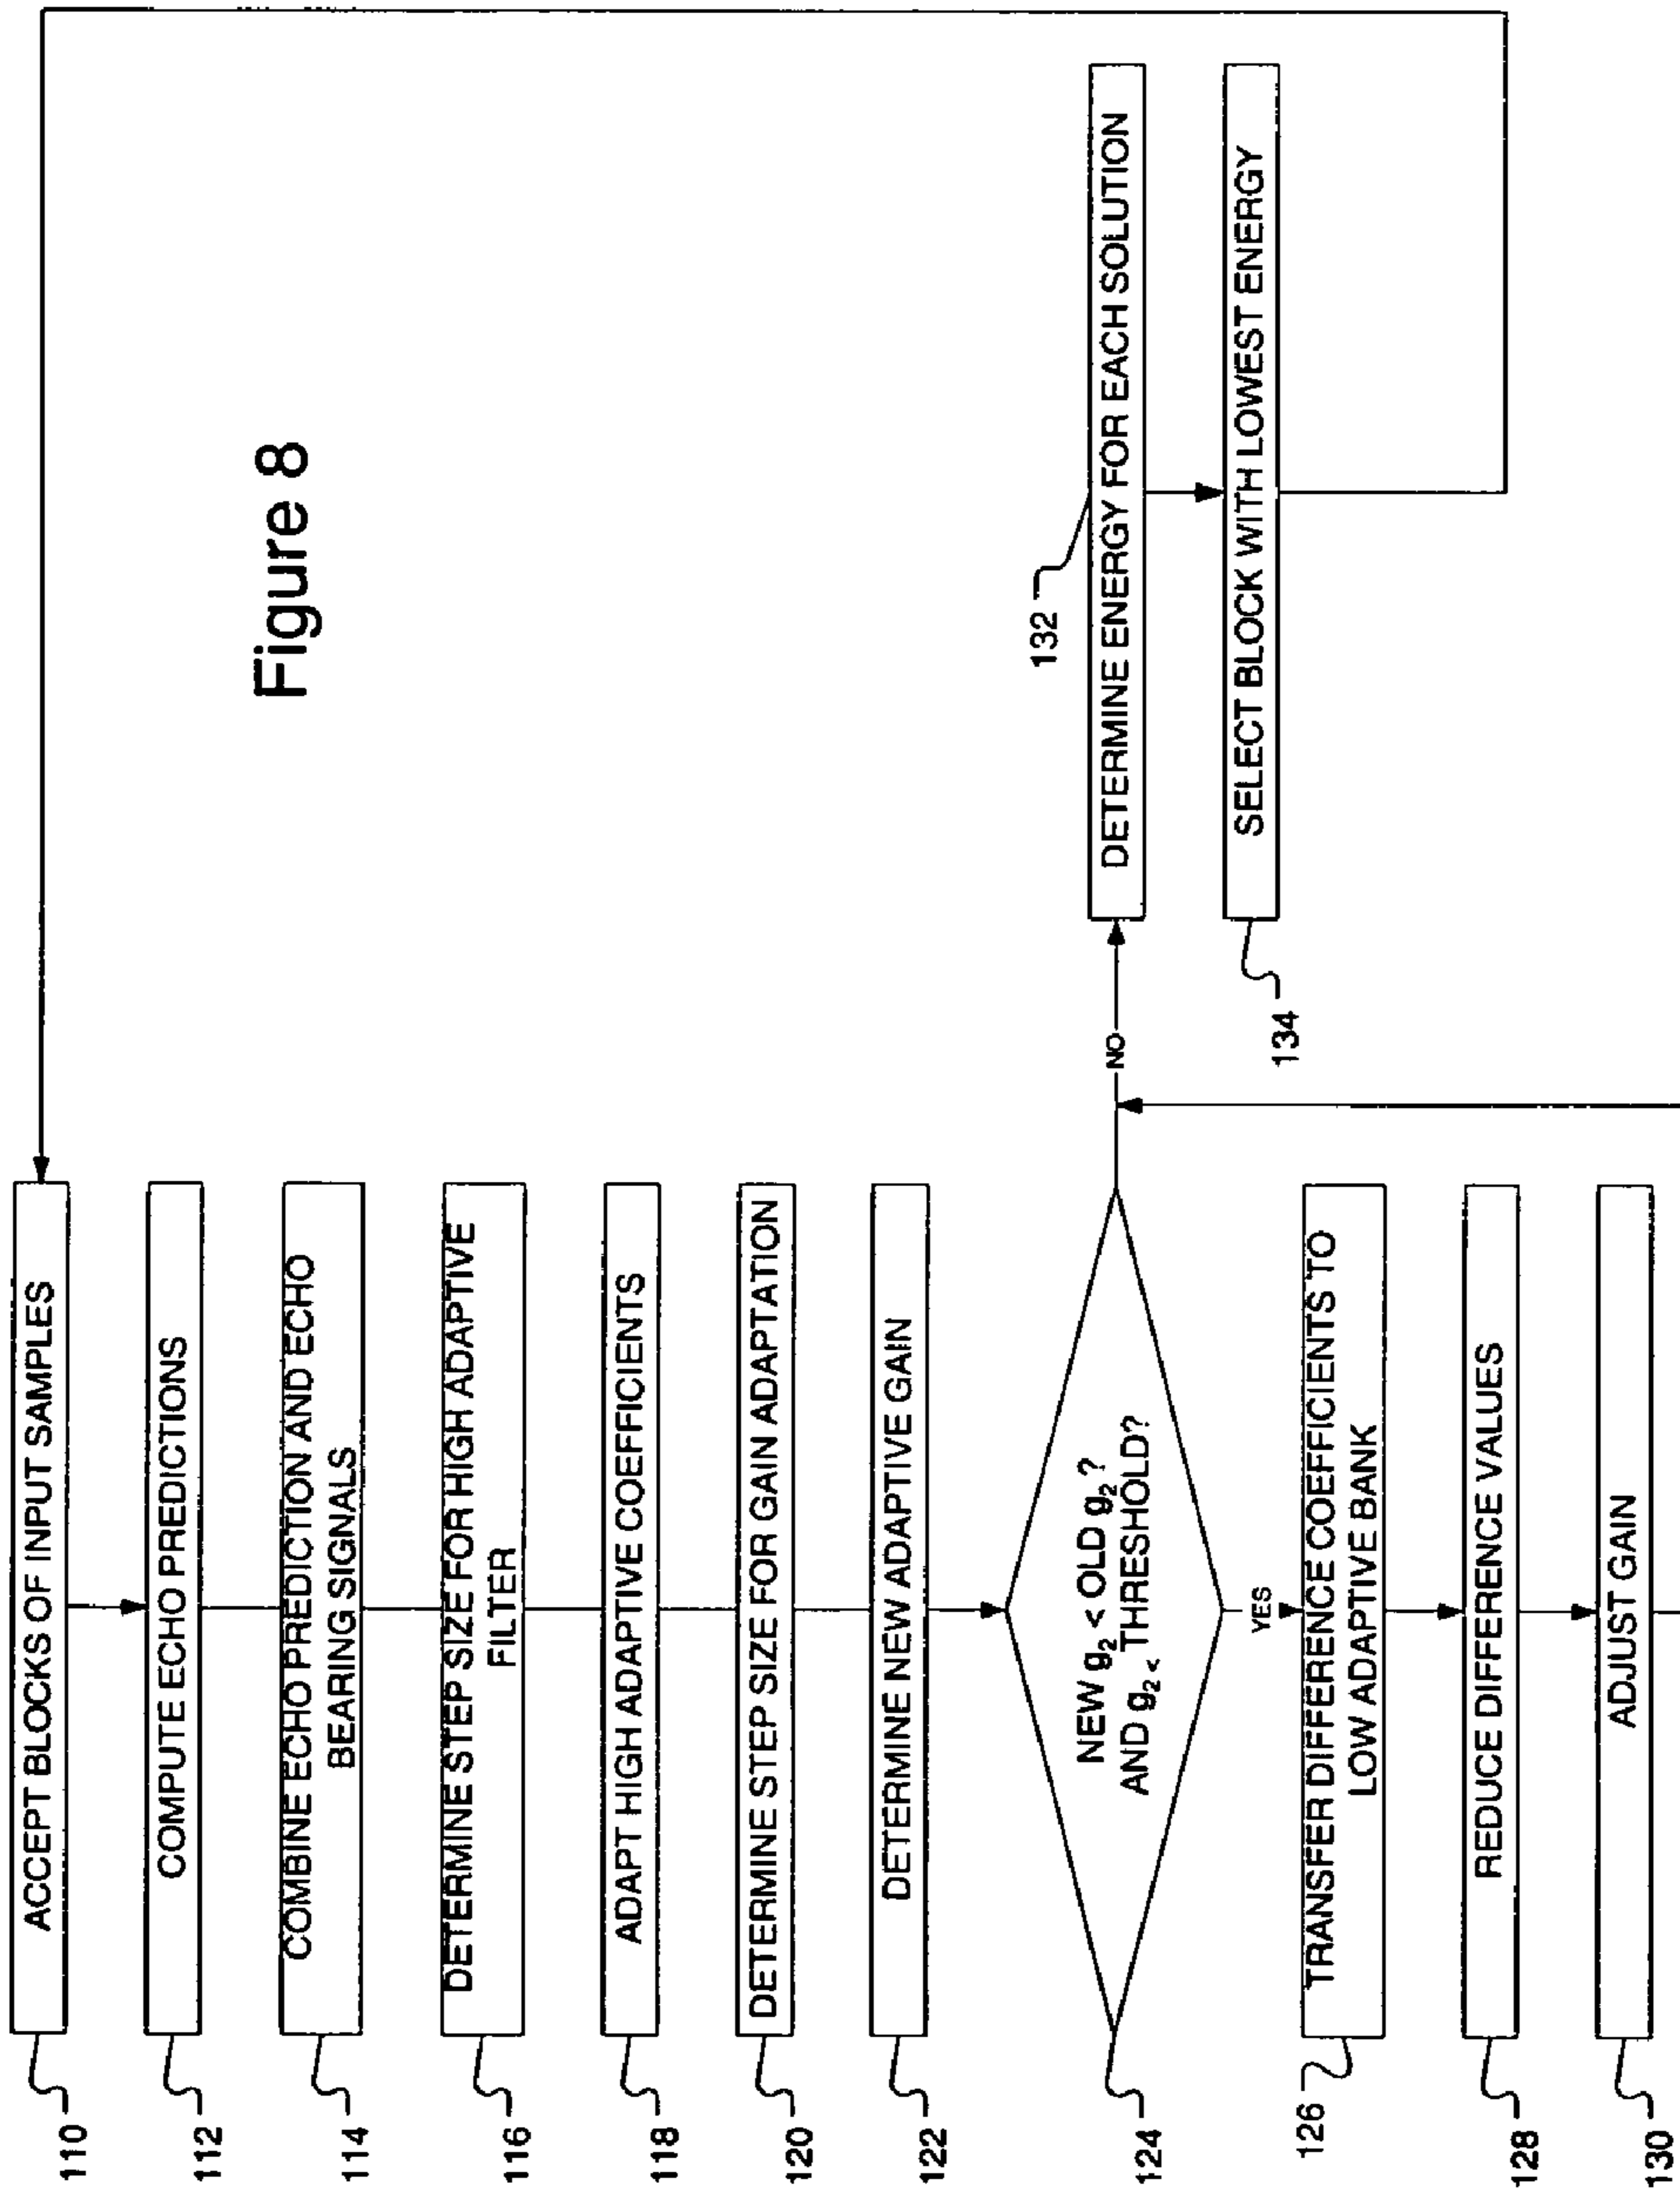 110
ACCEPT BLOCKS OF INPUT SAMPLES
112
COMPUTE ECHO PREDICTIONS
114
COMBINE ECHO PREDICTION AND ECHO
BEARING SIGNALS
116
DETERMINE STEP SIZE FOR HIGH ADAPTIVE
FILTER
118
ADAPT HIGH ADAPTIVE COEFFICIENTS
120
DETERMINE STEP SIZE FOR GAIN ADAPTATION
122
DETERMINE NEW ADAPTIVE GAIN
124
NEW g₂ < OLD g₂ ?
AND g₂ < THRESHOLD?
NO
YES
126
TRANSFER DIFFERENCE COEFFICIENTS TO
LOW ADAPTIVE BANK
128
REDUCE DIFFERENCE VALUES
130
ADJUST GAIN
132
DETERMINE ENERGY FOR EACH SOLUTION
134
SELECT BLOCK WITH LOWEST ENERGY
Figure 8